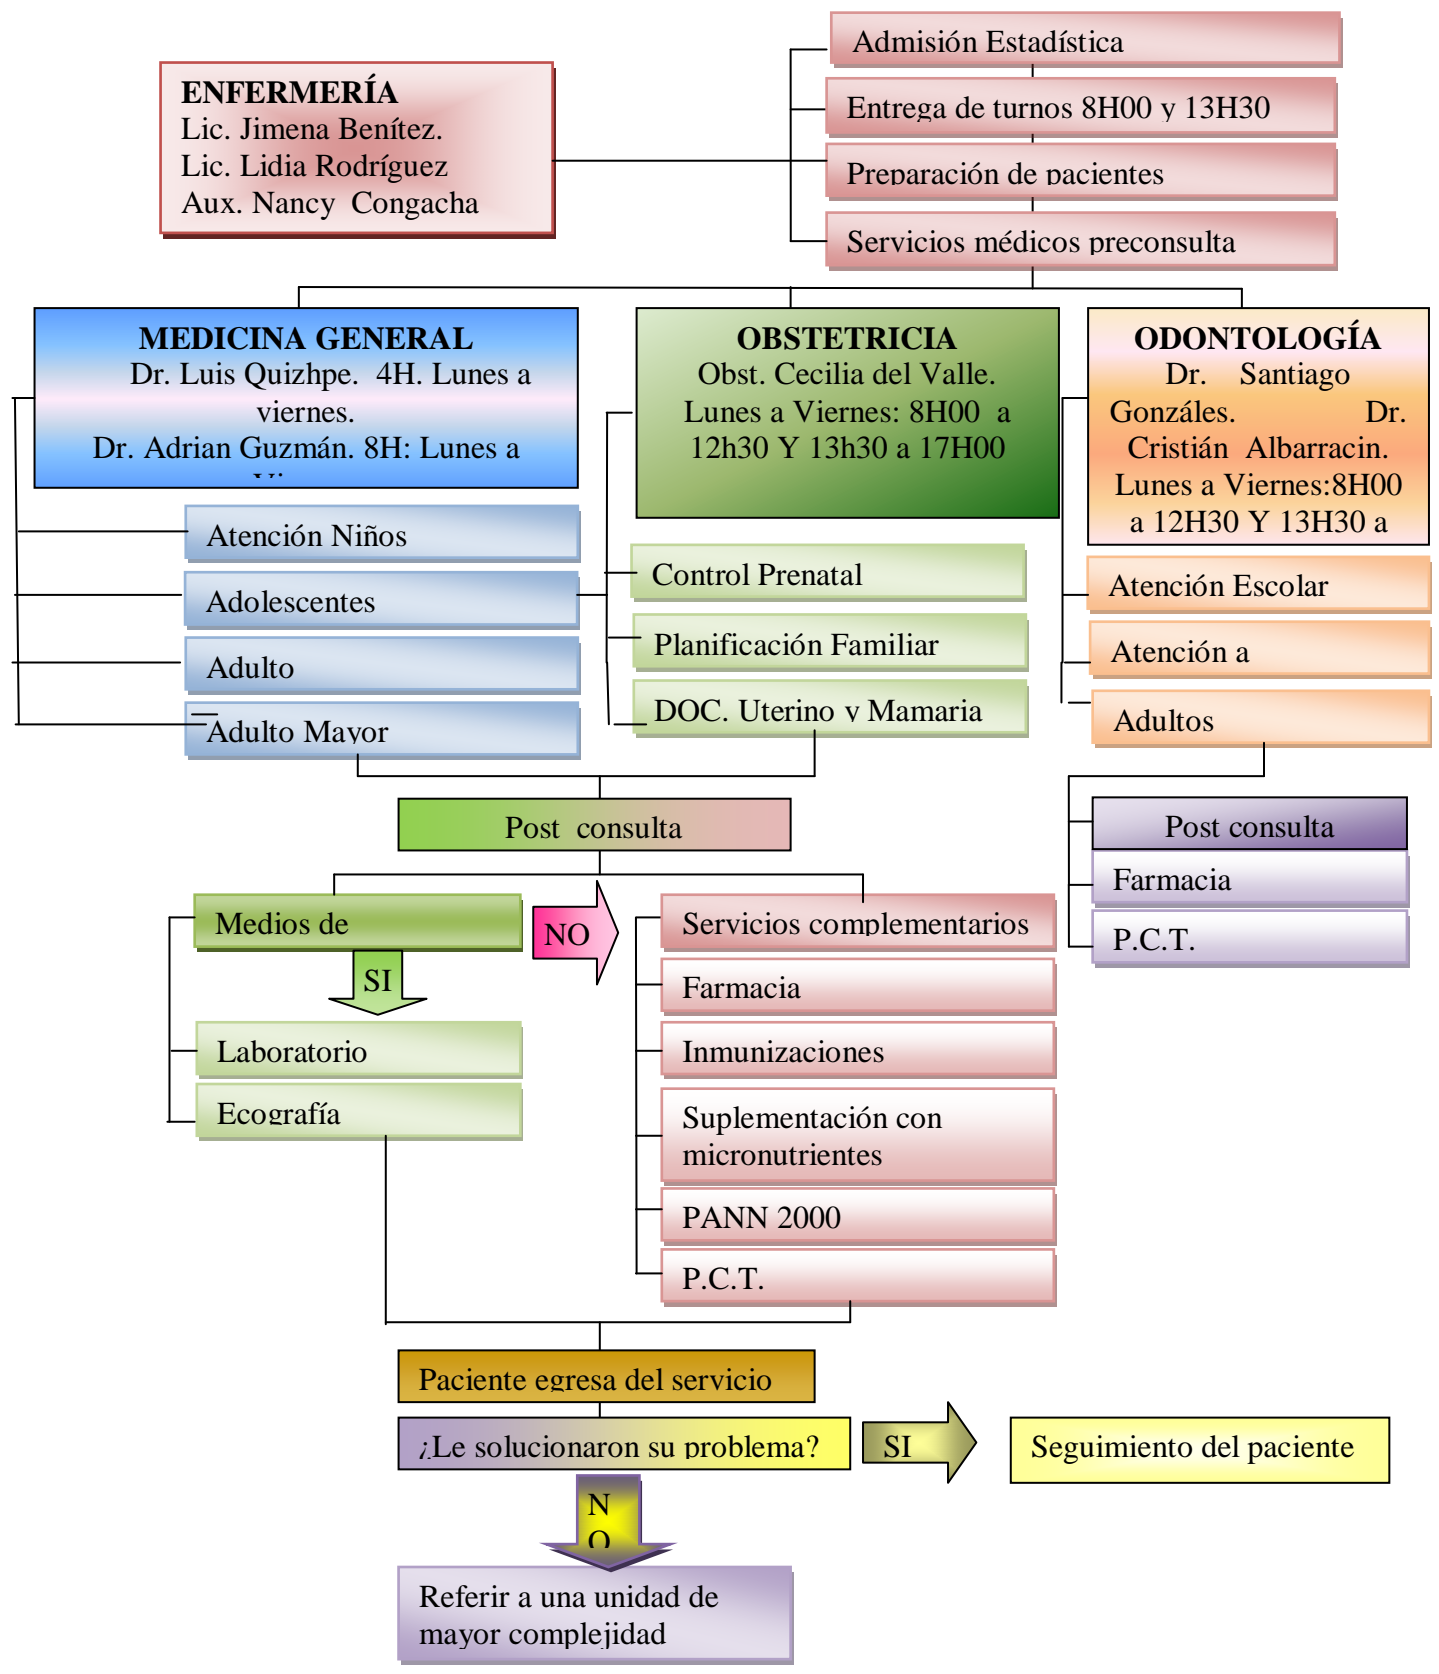 Admisión Estadística
ENFERMERÍA
Lic. Jimena Benítez.
Lic. Lidia Rodríguez
Aux. Nancy Congacha
Entrega de turnos 8H00 y 13H30
Preparación de pacientes
Servicios médicos preconsulta
MEDICINA GENERAL
Dr. Luis Quizhpe. 4H. Lunes a
viernes.
Dr. Adrian Guzmán. 8H: Lunes a
OBSTETRICIA
Obst. Cecilia del Valle.
Lunes a Viernes: 8H00 a
12h30 Y 13h30 a 17H00
ODONTOLOGÍA
Dr. Santiago
Gonzáles. Dr.
Cristián Albarracin.
Lunes a Viernes:8H00
a 12H30 Y 13H30 a
Atención Niños
Adolescentes
Adulto
Adulto Mayor
Control Prenatal
Planificación Familiar
DOC. Uterino y Mamaria
Atención Escolar
Atención a
Adultos
Post consulta
Post consulta
Farmacia
P.C.T.
Medios de
NO
SI
Laboratorio
Ecografía
Servicios complementarios
Farmacia
Inmunizaciones
Suplementación con
micronutrientes
PANN 2000
P.C.T.
Paciente egresa del servicio
¿Le solucionaron su problema?
SI
Seguimiento del paciente
N
O
Referir a una unidad de
mayor complejidad